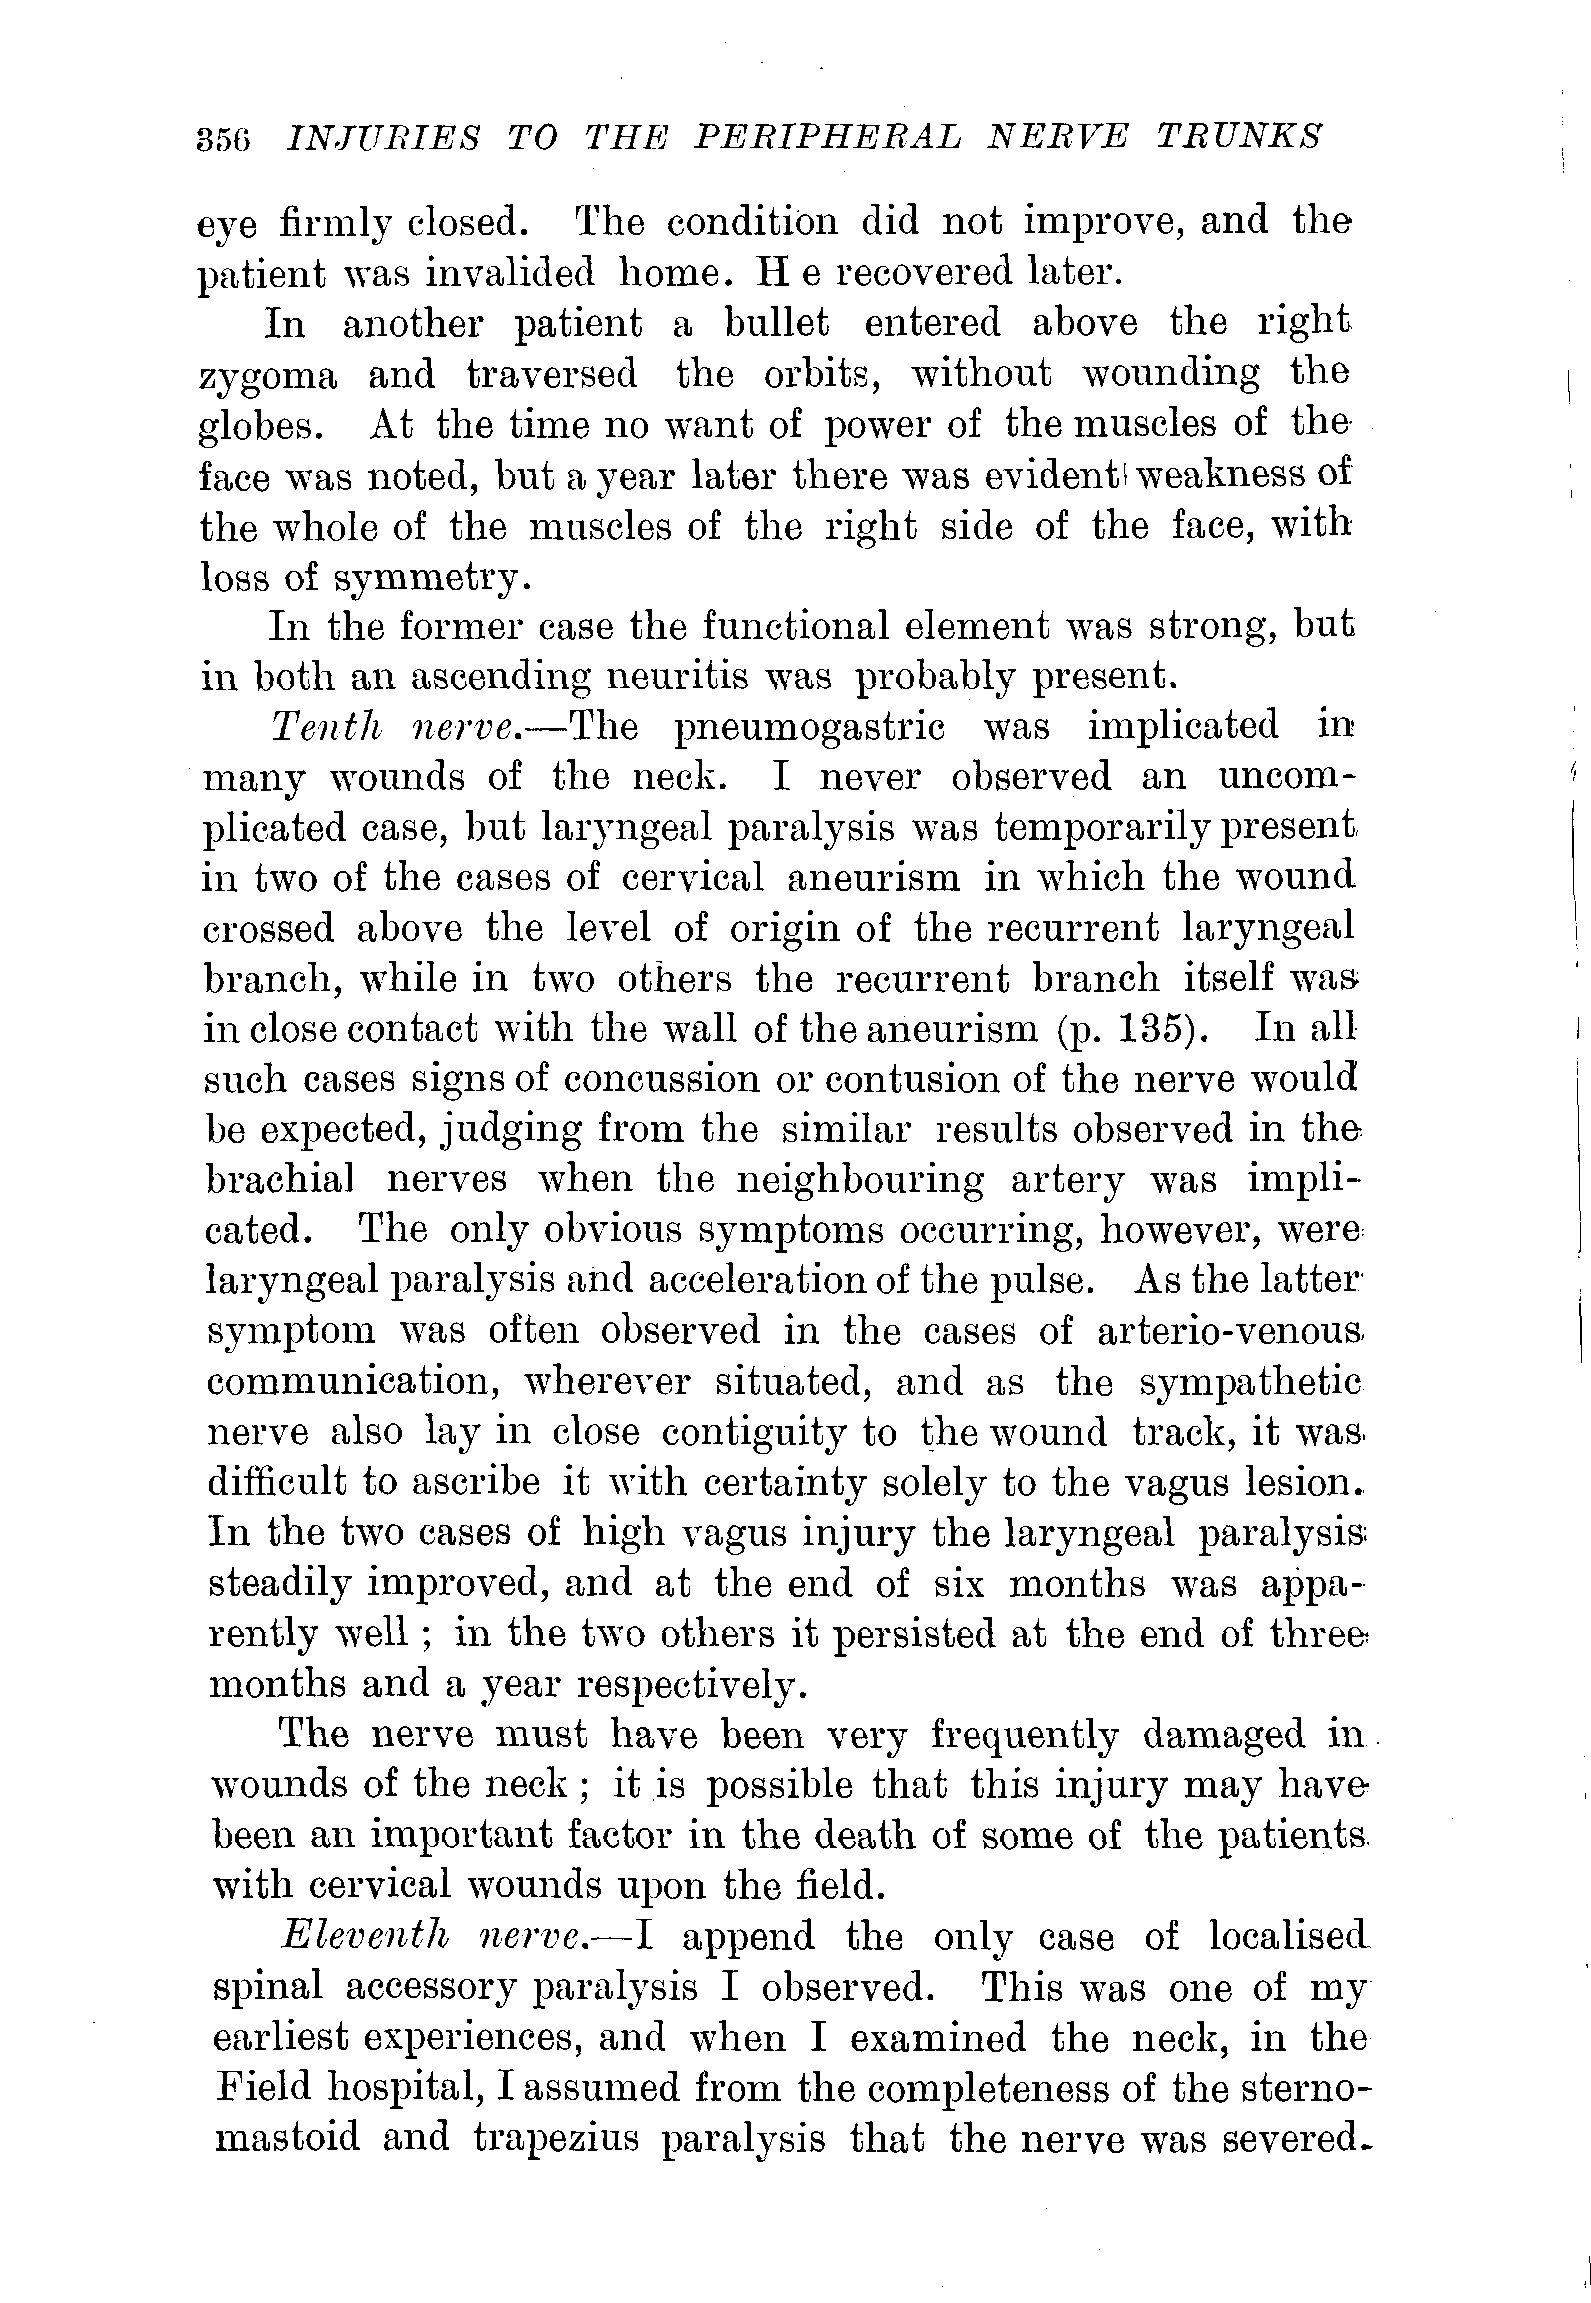 356 INJURIES TO THE PERIPHERAL NERVE TRUNKS
eye firmly closed. The condition did not improve, and the
patient was invalided home. H e recovered later.
In another patient a bullet entered above the right
zygoma and traversed the orbits, without wounding the
globes. At the time no want of power of the muscles of the
face was noted, but a year later there was evident weakness of
the whole of the muscles of the right side of the face, with
loss of symmetry.
In the former case the functional element was strong, but
in both an ascending neuritis was probably present.
Tenth nerve.—The pneumogastric was implicated in
many wounds of the neck. I never observed an uncom-
plicated case, but laryngeal paralysis was temporarily present
in two of the cases of cervical aneurism in which the wound
crossed above the level of origin of the recurrent laryngeal
branch, while in two others the recurrent branch itself was
in close contact with the wall of the aneurism (p. 135). In all
such cases signs of concussion or contusion of the nerve would
be expected, judging from the similar results observed in the
brachial nerves when the neighbouring artery was impli-
cated. The only obvious symptoms occurring, however, were
laryngeal paralysis and acceleration of the pulse. As the latter
symptom was often observed in the cases of arterio-venous
communication, wherever situated, and as the sympathetic
nerve also lay in close contiguity to the wound track, it was
difficult to ascribe it with certainty solely to the vagus lesion.
In the two cases of high vagus injury the laryngeal paralysis
steadily improved, and at the end of six months was appa-
rently well ; in the two others it persisted at the end of three
months and a year respectively.
The nerve must have been very frequently damaged in
wounds of the neck ; it is possible that this injury may have
been an important factor in the death of some of the patients
with cervical wounds upon the field.
Eleventh nerve.—I append the only case of localised
spinal accessory paralysis I observed. This was one of my
earliest experiences, and when I examined the neck, in the
Field hospital, I assumed from the completeness of the sterno-
mastoid and trapezius paralysis that the nerve was severed.